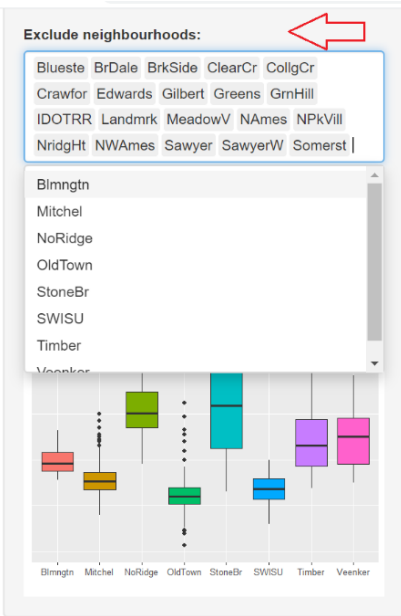 Exclude neighbourhoods:
Blueste BrDale BrkSide ClearCr CollgCr
Crawfor Edwards Gilbert Greens GrnHill
IDOTRR Landmrk MeadowV NAmes NPkVill
NridgHt NWAmes Sawyer SawyerW Somerst
Blmngtn
Mitchel
NoRidge
OldTown
StoneBr
SWISU
Timber
Veenker
Blmngtn Mitchel NoRidge OldTown StoneBr SWISU Timber Veenker